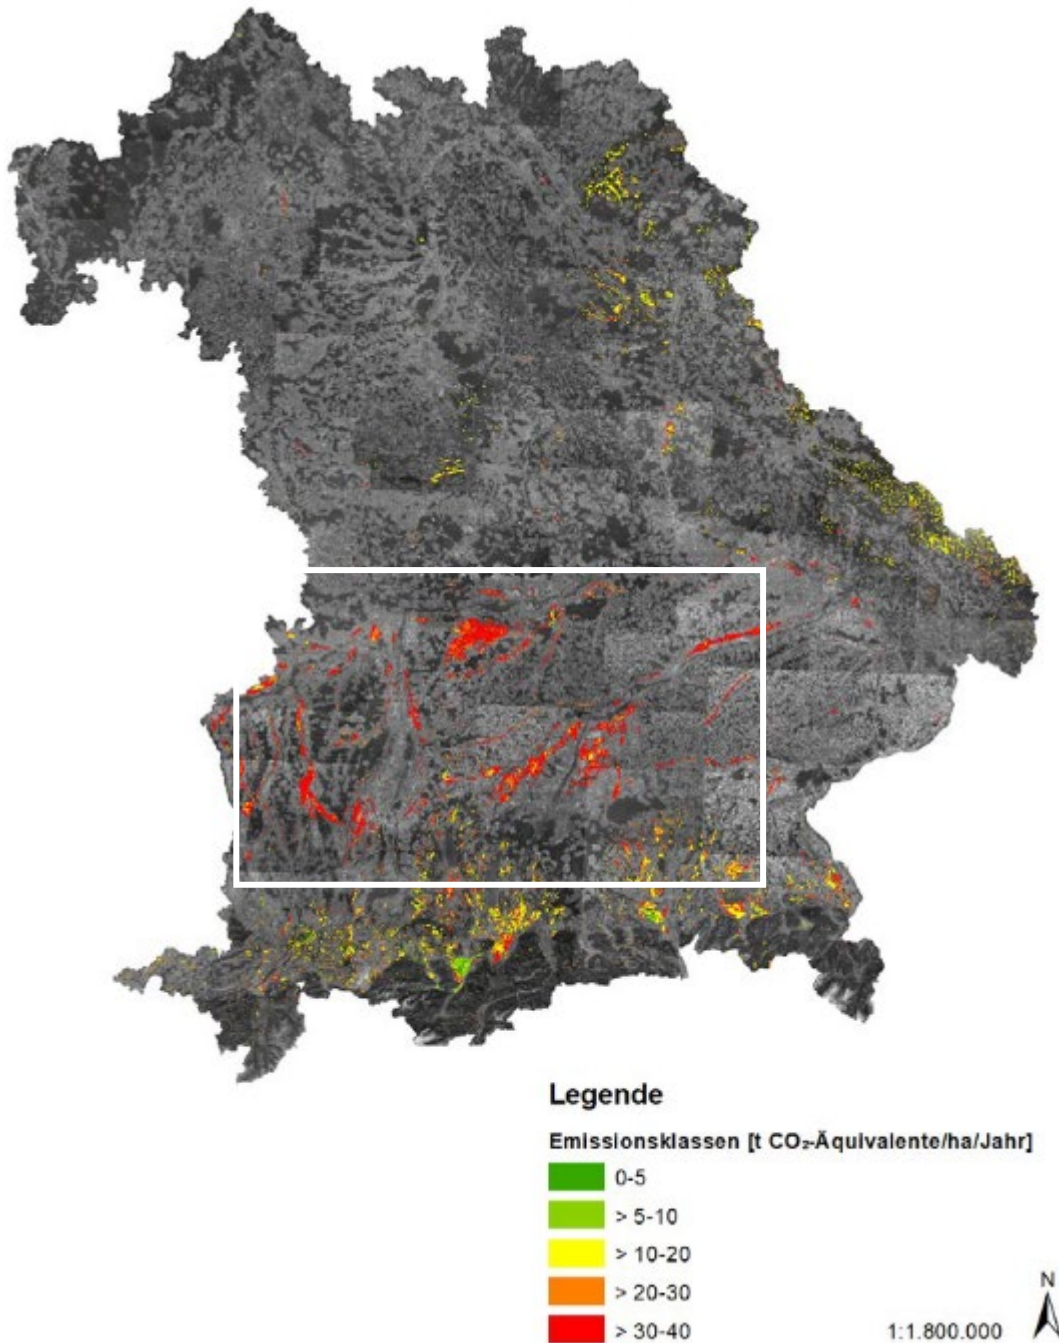 Legende
Emissionsklassen [t CO₂-Äquivalente/ha/Jahr]
0-5
> 5-10
> 10-20
> 20-30
> 30-40
1:1.800.000
N